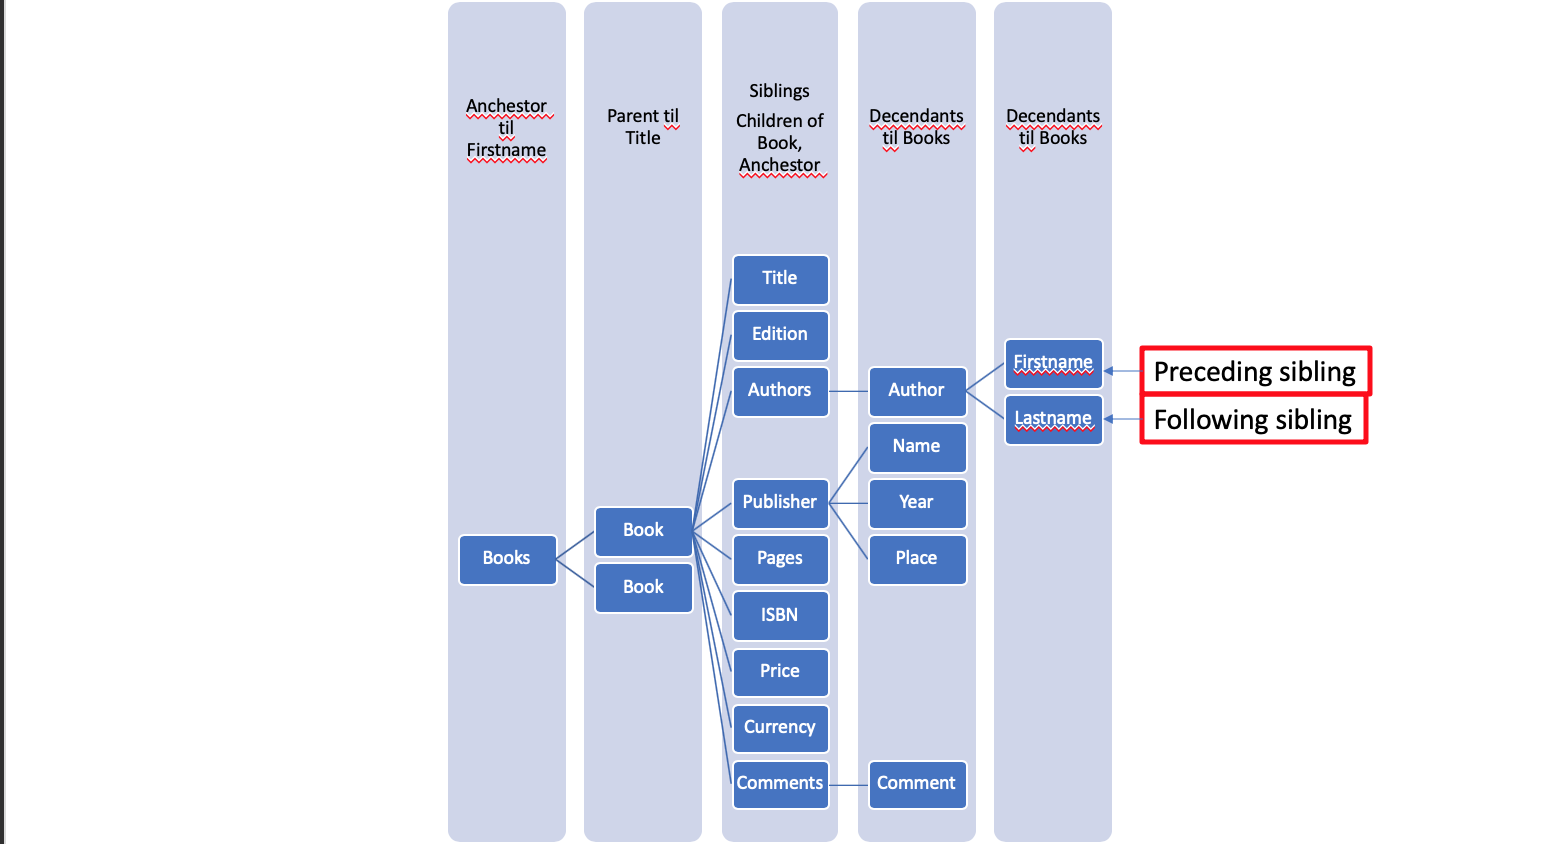 Anchestor
til
Firstname
Parent til
Title
Siblings
Children of
Book,
Anchestor
Decendants
til Books
Decendants
til Books
Title
Edition
Authors
Publisher
Pages
ISBN
Price
Currency
Comments
Books
Book
Book
Author
Name
Year
Place
Comment
Firstname
Lastname
Preceding sibling
Following sibling